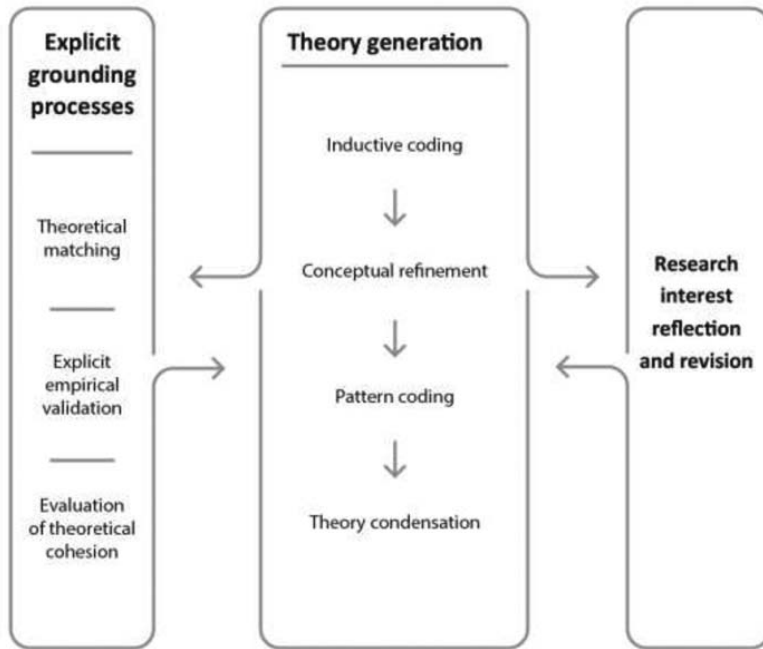 Explicit
grounding
processes
Theoretical
matching
Explicit
empirical
validation
Evaluation
of theoretical
cohesion
Theory generation
Inductive coding
Conceptual refinement
Pattern coding
Theory condensation
Research
interest
reflection
and revision